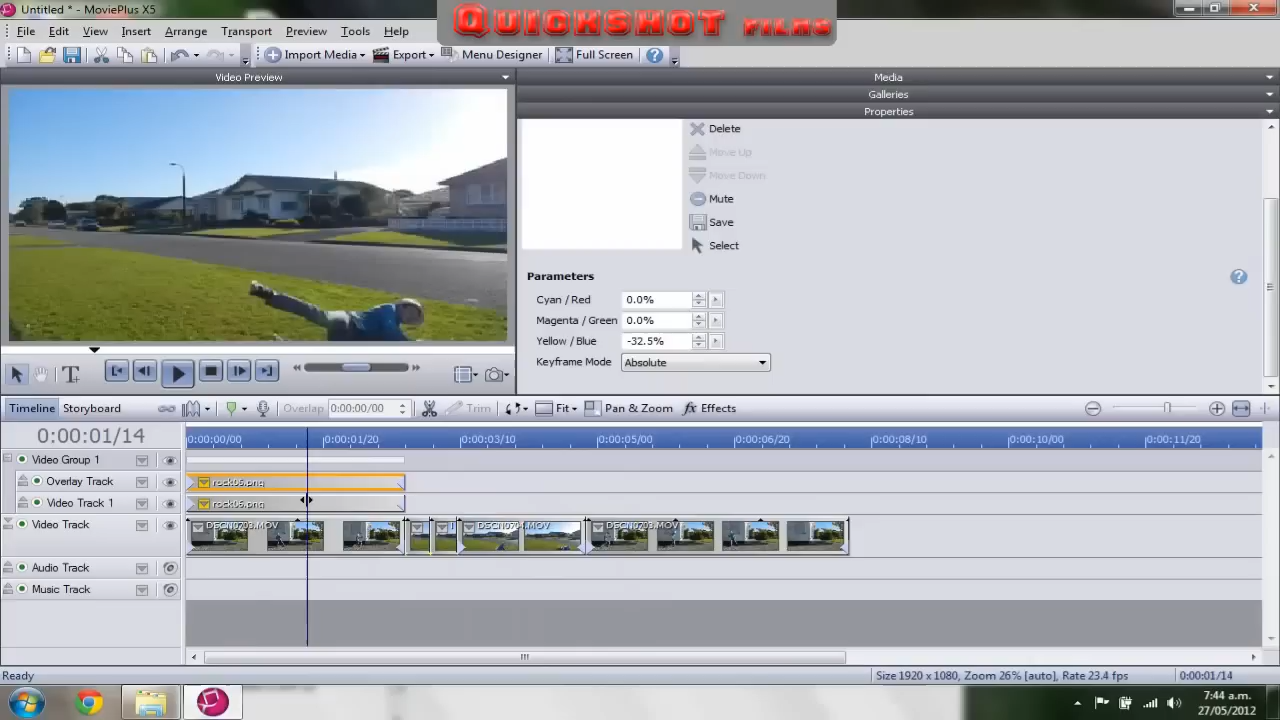 Untitled * - MoviePlus X5
QUICKSHOT FILMS
File Edit View Insert Arrange Transport Preview Tools Help
Import Media Export Menu Designer Full Screen
Video Preview
Media
Galleries
Properties
Delete
Move Up
Move Down
Mute
Save
Select
Parameters
Cyan / Red 0.0%
Magenta / Green 0.0%
Yellow / Blue -32.5%
Keyframe Mode Absolute
Timeline Storyboard Overlap 0:00:00/00 Trim Fit Pan & Zoom fx Effects
0:00:01/14 0:00:00/00 0:00:01/20 0:00:03/10 0:00:05/00 0:00:06/20 0:00:08/10 0:00:10/00 0:00:11/20
Video Group 1
Overlay Track rock06.png
Video Track 1 rock06.png
Video Track DSCN0703.MOV DSCN0703.MOV
Audio Track
Music Track
Ready Size 1920 x 1080, Zoom 26% [auto], Rate 23.4 fps 0:00:01/14
7:44 a.m.
27/05/2012